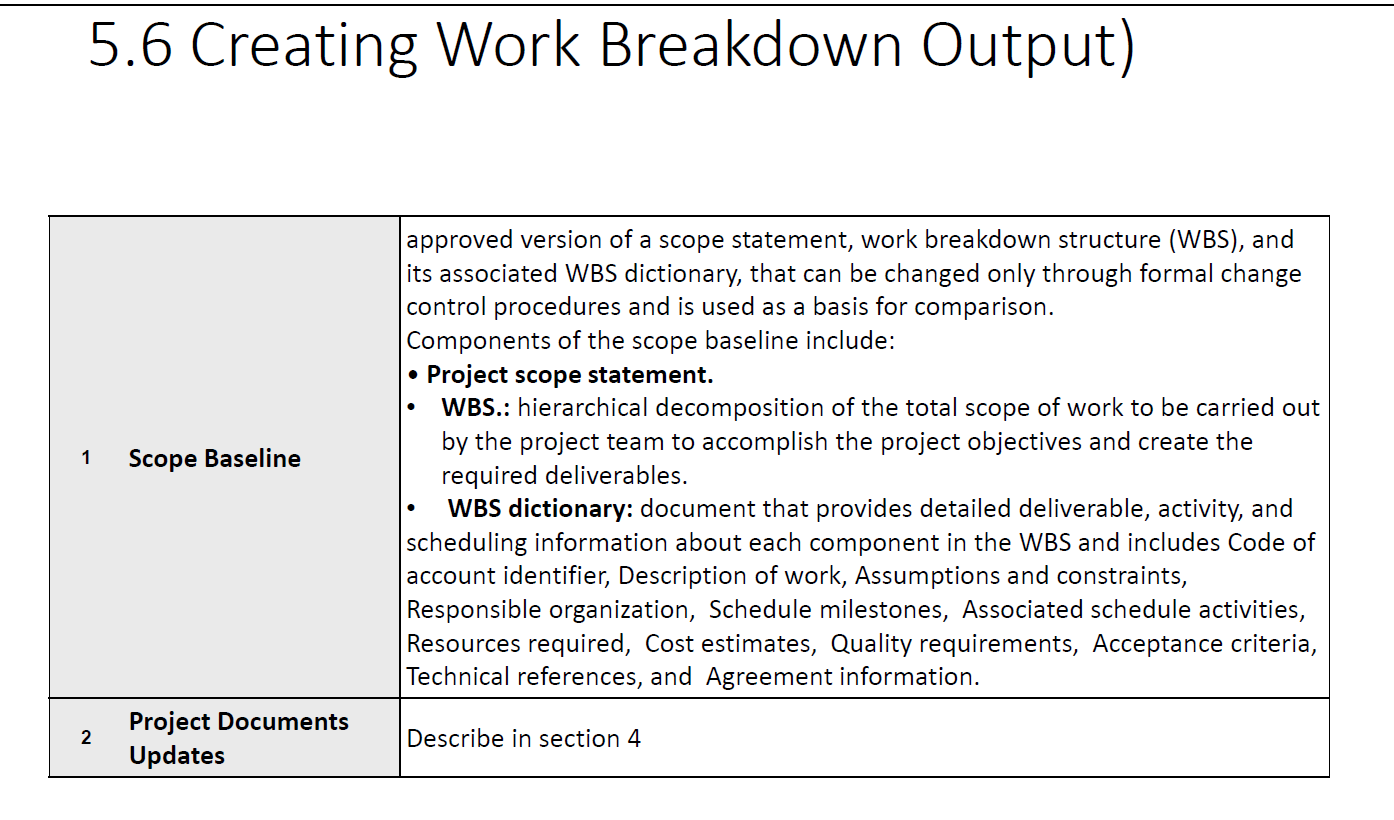 5.6 Creating Work Breakdown Output)
1 Scope Baseline
approved version of a scope statement, work breakdown structure (WBS), and
its associated WBS dictionary, that can be changed only through formal change
control procedures and is used as a basis for comparison.
Components of the scope baseline include:
• Project scope statement.
• WBS.: hierarchical decomposition of the total scope of work to be carried out
by the project team to accomplish the project objectives and create the
required deliverables.
• WBS dictionary: document that provides detailed deliverable, activity, and
scheduling information about each component in the WBS and includes Code of
account identifier, Description of work, Assumptions and constraints,
Responsible organization, Schedule milestones, Associated schedule activities,
Resources required, Cost estimates, Quality requirements, Acceptance criteria,
Technical references, and Agreement information.
2 Project Documents
Updates
Describe in section 4